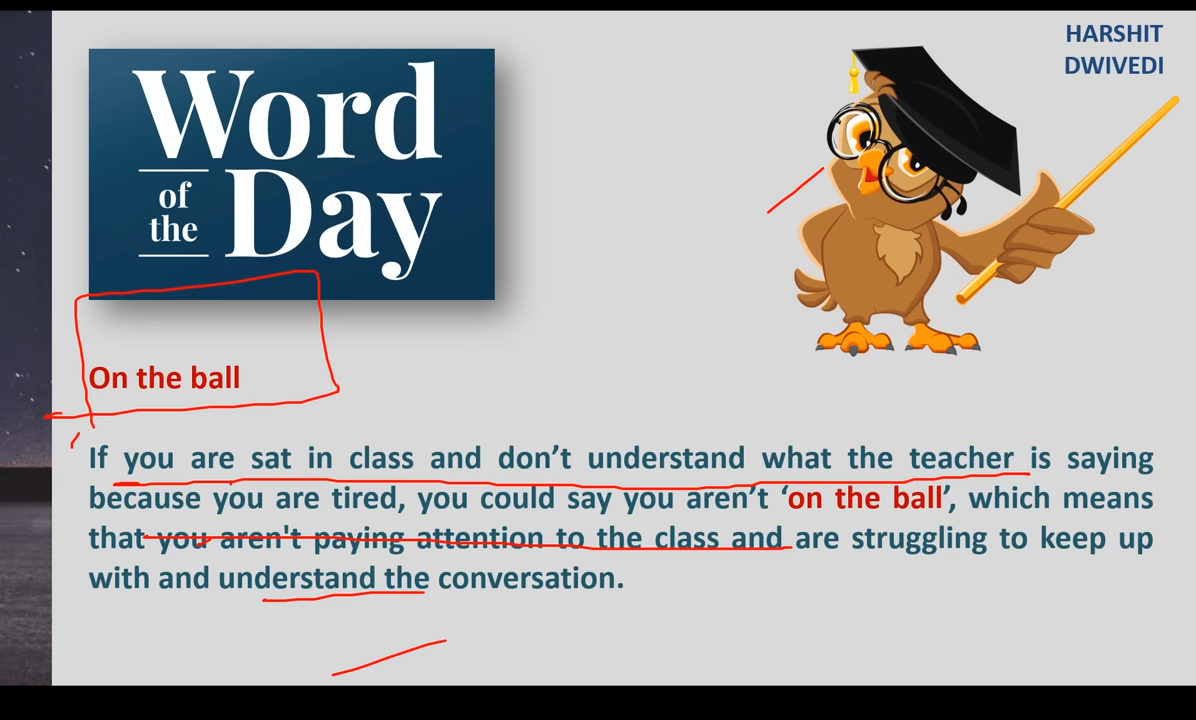 HARSHIT
DWIVEDI
Word
of
the
Day
On the ball
If you are sat in class and don’t understand what the teacher is saying
because you are tired, you could say you aren’t ‘on the ball’, which means
that you aren't paying attention to the class and are struggling to keep up
with and understand the conversation.